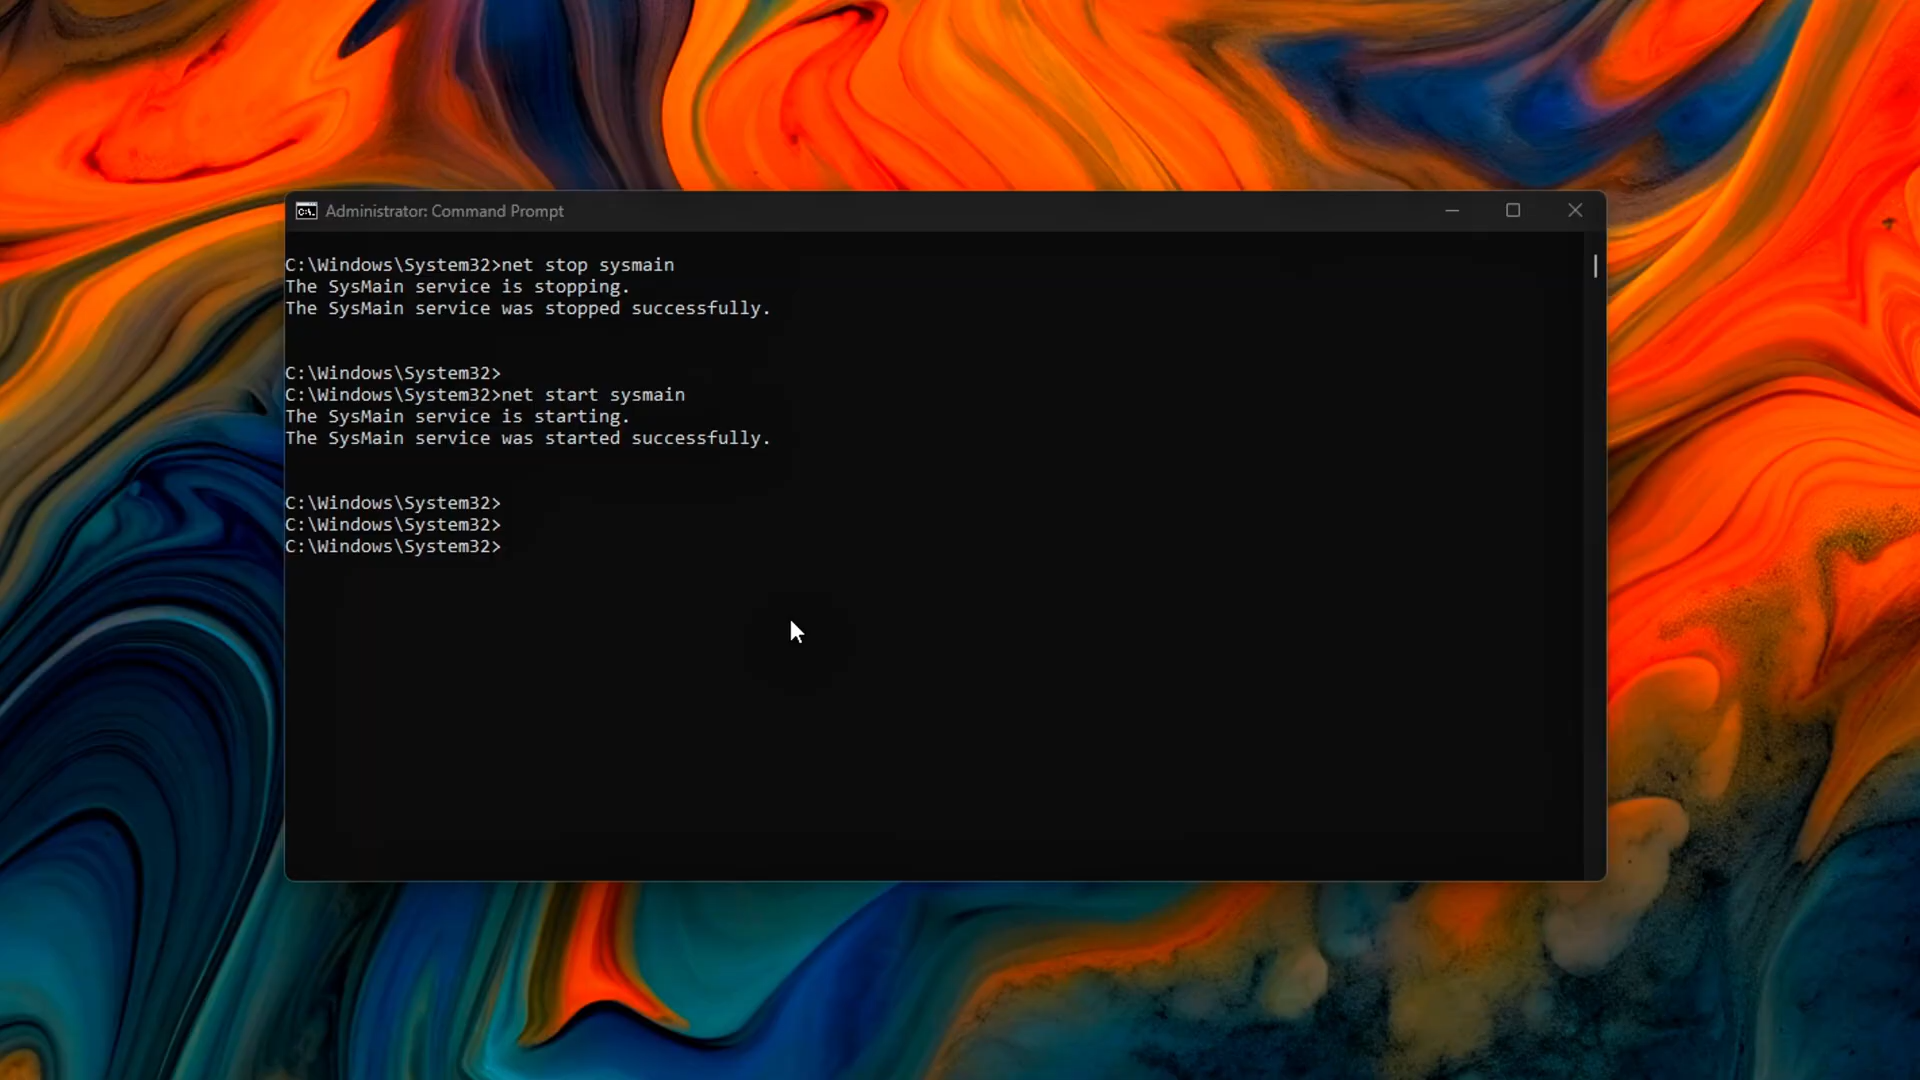 Administrator: Command Prompt
C:\Windows\System32>net stop sysmain
The SysMain service is stopping.
The SysMain service was stopped successfully.
C:\Windows\System32>
C:\Windows\System32>net start sysmain
The SysMain service is starting.
The SysMain service was started successfully.
C:\Windows\System32>
C:\Windows\System32>
C:\Windows\System32>